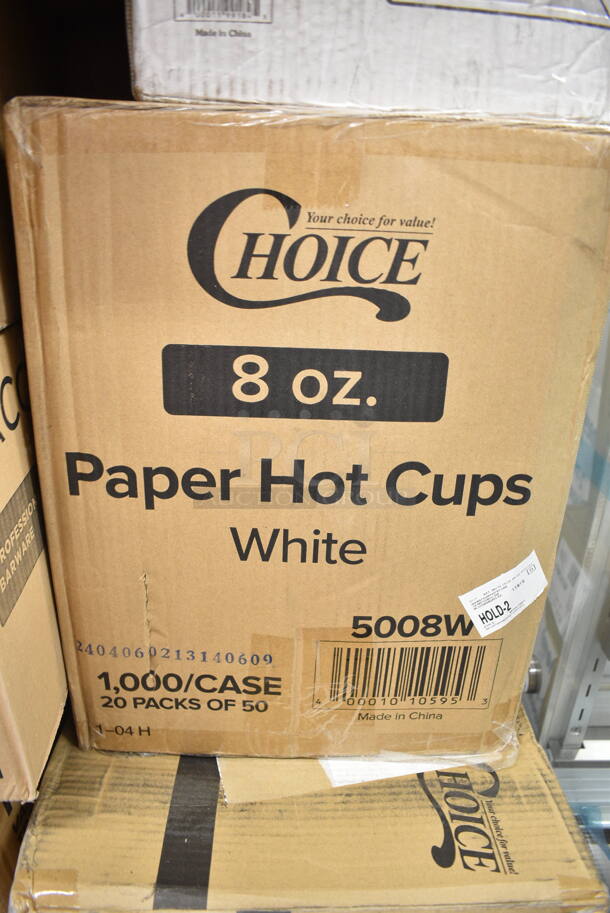 Made in China
Your choice for value!
CHOICE
8 oz.
Paper Hot Cups
White
HOLD-2
5008W
2404060213140609
1,000/CASE
20 PACKS OF 50
4 00010 10595 3
Made in China
1-04 H
PROFESSION
BARWARE
CHOICE
Your choice for value!